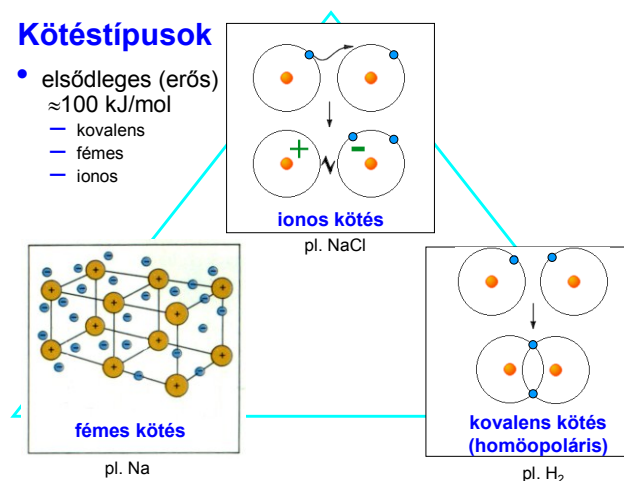 Kötéstípusok
• elsődleges (erős)
≈100 kJ/mol
– kovalens
– fémes
– ionos
+ -
ionos kötés
pl. NaCl
fémes kötés
pl. Na
kovalens kötés
(homöopoláris)
pl. H₂